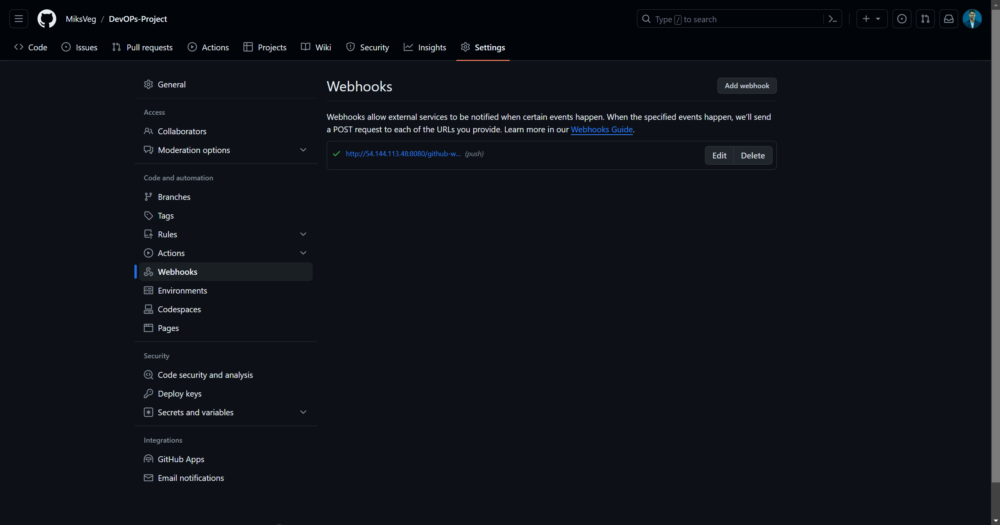 MiksVeg / DevOPs-Project
Type / to search
Code
Issues
Pull requests
Actions
Projects
Wiki
Security
Insights
Settings
General
Access
Collaborators
Moderation options
Code and automation
Branches
Tags
Rules
Actions
Webhooks
Environments
Codespaces
Pages
Security
Code security and analysis
Deploy keys
Secrets and variables
Integrations
GitHub Apps
Email notifications
Webhooks
Add webhook
Webhooks allow external services to be notified when certain events happen. When the specified events happen, we’ll send
a POST request to each of the URLs you provide. Learn more in our Webhooks Guide.
http://54.144.113.48:8080/github-w... (push)
Edit
Delete